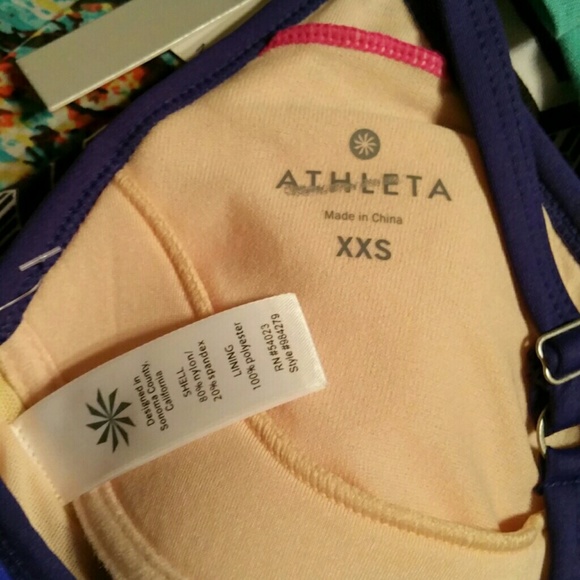 ATHLETA
Made in China
XXS
Designed in
Sonoma County,
California
SHELL
80% nylon/
20% spandex
LINING
100% polyester
RN #54023
Style #984279